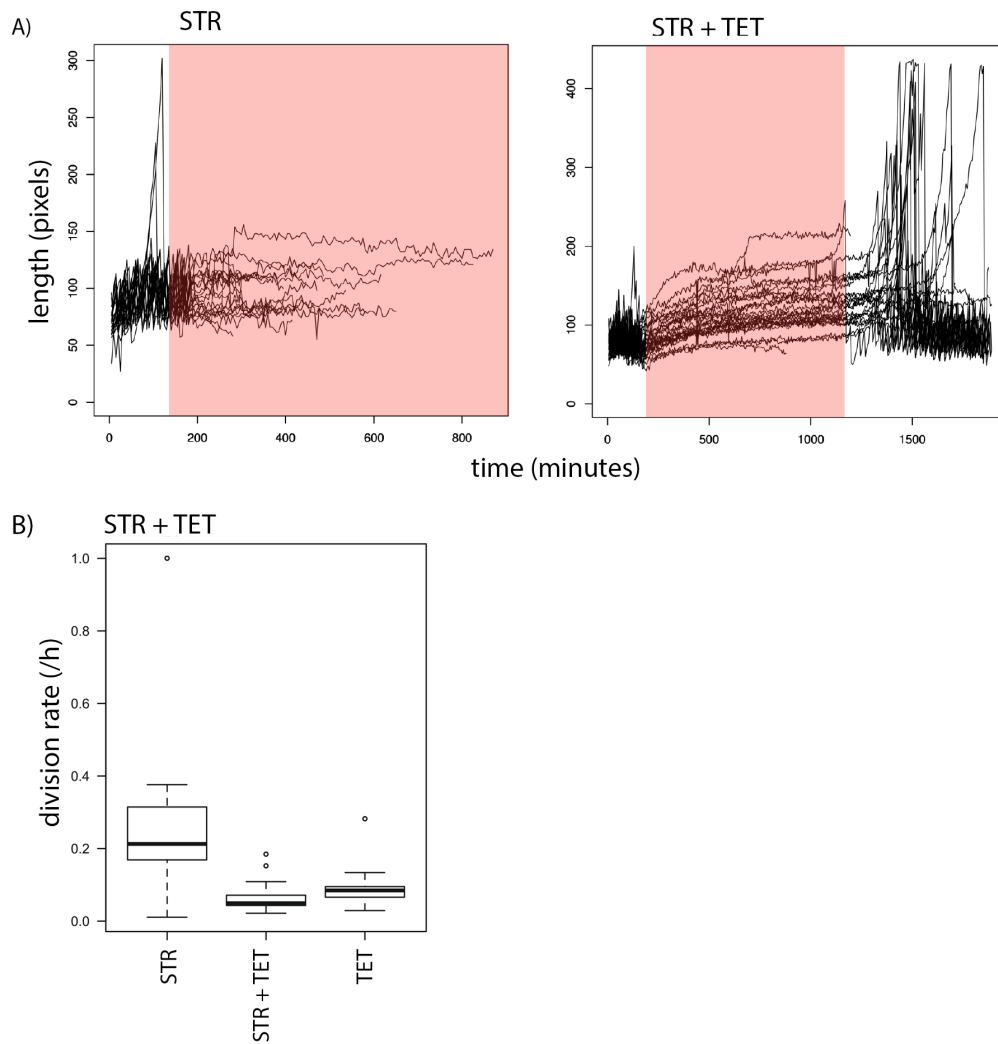 A)
STR
STR + TET
length (pixels)
300
250
200
150
100
50
0
0 200 400 600 800
400
300
200
100
0
0 500 1000 1500
time (minutes)
B)
STR + TET
division rate (/h)
1.0
0.8
0.6
0.4
0.2
0.0
STR
STR + TET
TET